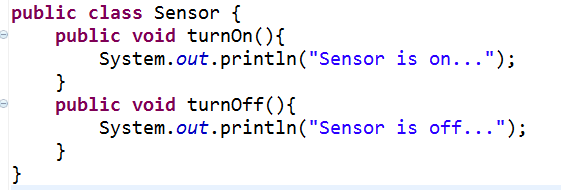 public class Sensor {
    public void turnOn(){
        System.out.println("Sensor is on...");
    }
    public void turnOff(){
        System.out.println("Sensor is off...");
    }
}